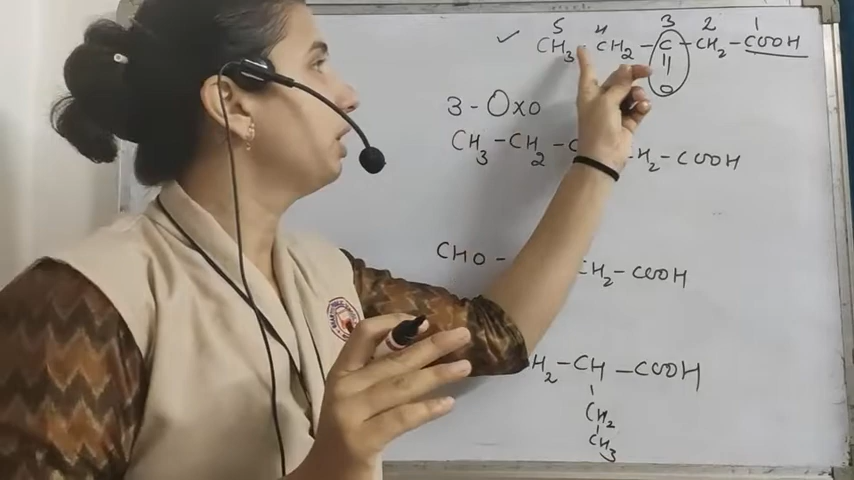 5 4 3 2 1
CH3 - CH2 - C - CH2 - COOH
||
O
3 - Oxo
CH3 - CH2 - C H2 - COOH
CHO - CH2 - COOH
H2 - CH - COOH
CH2
CH3